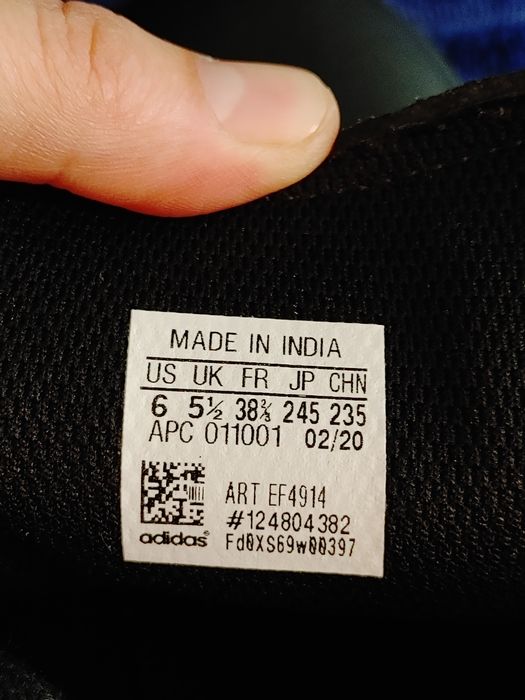 MADE IN INDIA
US UK FR JP CHN
6 5½ 38⅔ 245 235
APC 011001 02/20
ART EF4914
#124804382
adidas Fd0XS69w00397